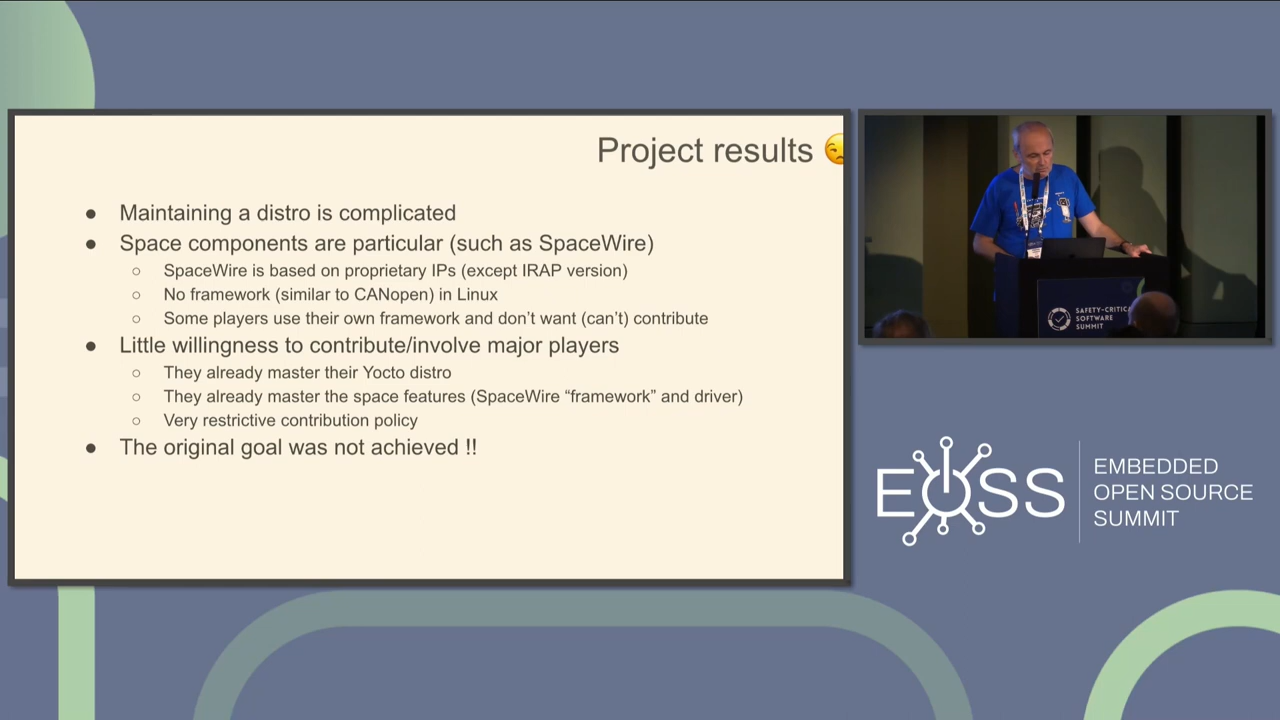 Project results
● Maintaining a distro is complicated
● Space components are particular (such as SpaceWire)
○ SpaceWire is based on proprietary IPs (except IRAP version)
○ No framework (similar to CANopen) in Linux
○ Some players use their own framework and don't want (can't) contribute
● Little willingness to contribute/involve major players
○ They already master their Yocto distro
○ They already master the space features (SpaceWire “framework” and driver)
○ Very restrictive contribution policy
● The original goal was not achieved !!
SOFTWARE
SUMMIT
EOSS
EMBEDDED
OPEN SOURCE
SUMMIT